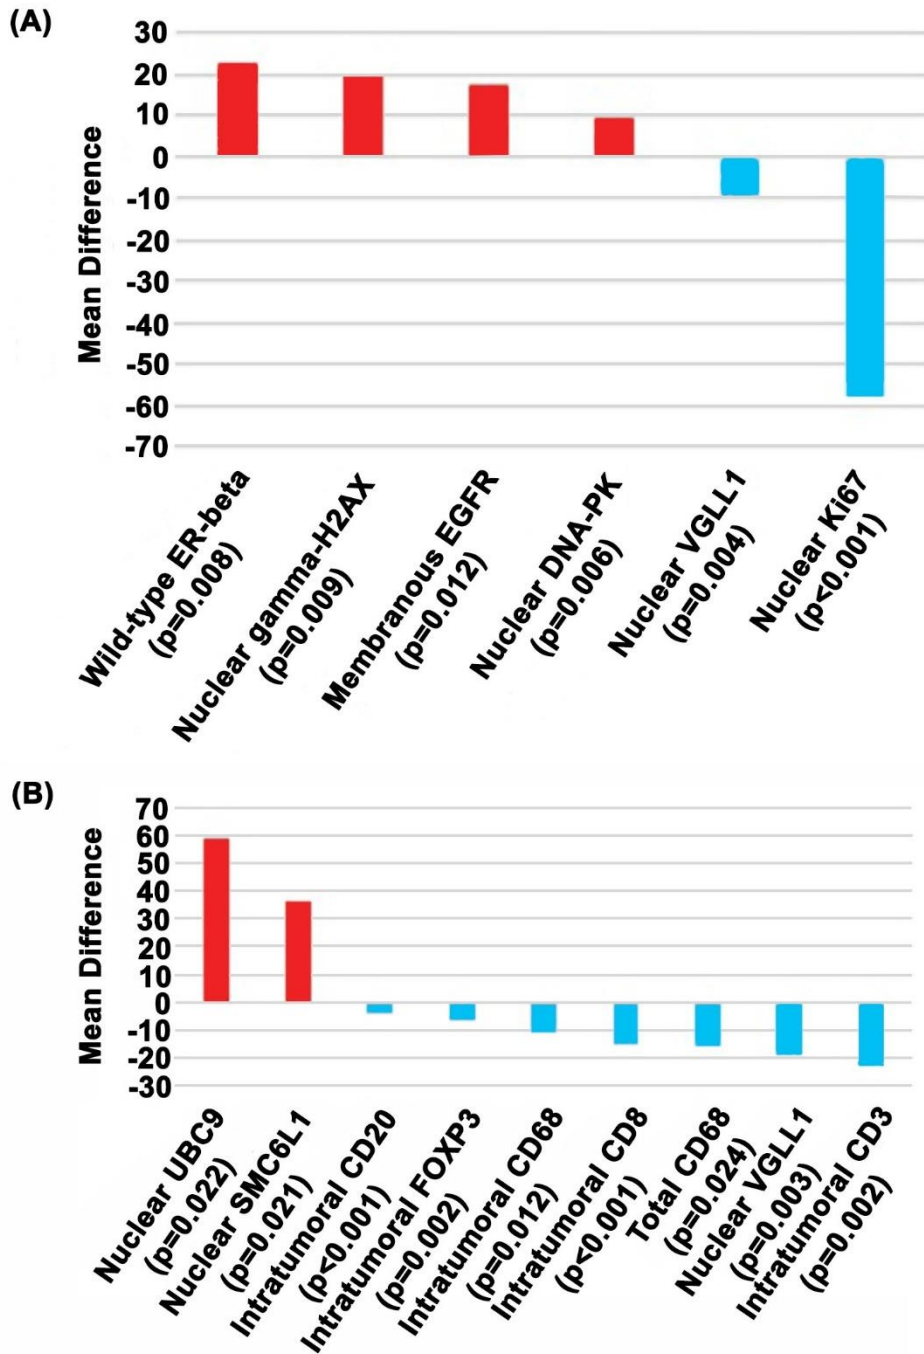 (A)
Mean Difference
30
20
10
0
-10
-20
-30
-40
-50
-60
-70
Wild-type ER-beta
(p=0.008)
Nuclear gamma-H2AX
(p=0.009)
Membranous EGFR
(p=0.012)
Nuclear DNA-PK
(p=0.006)
Nuclear VGLL1
(p=0.004)
Nuclear Ki67
(p<0.001)
(B)
Mean Difference
70
60
50
40
30
20
10
0
-10
-20
-30
Nuclear UBC9
(p=0.022)
Nuclear SMC6L1
(p=0.021)
Intratumoral CD20
(p<0.001)
Intratumoral FOXP3
(p=0.002)
Intratumoral CD68
(p=0.012)
Intratumoral CD8
(p<0.001)
Total CD68
(p=0.024)
Nuclear VGLL1
(p=0.003)
Intratumoral CD3
(p=0.002)